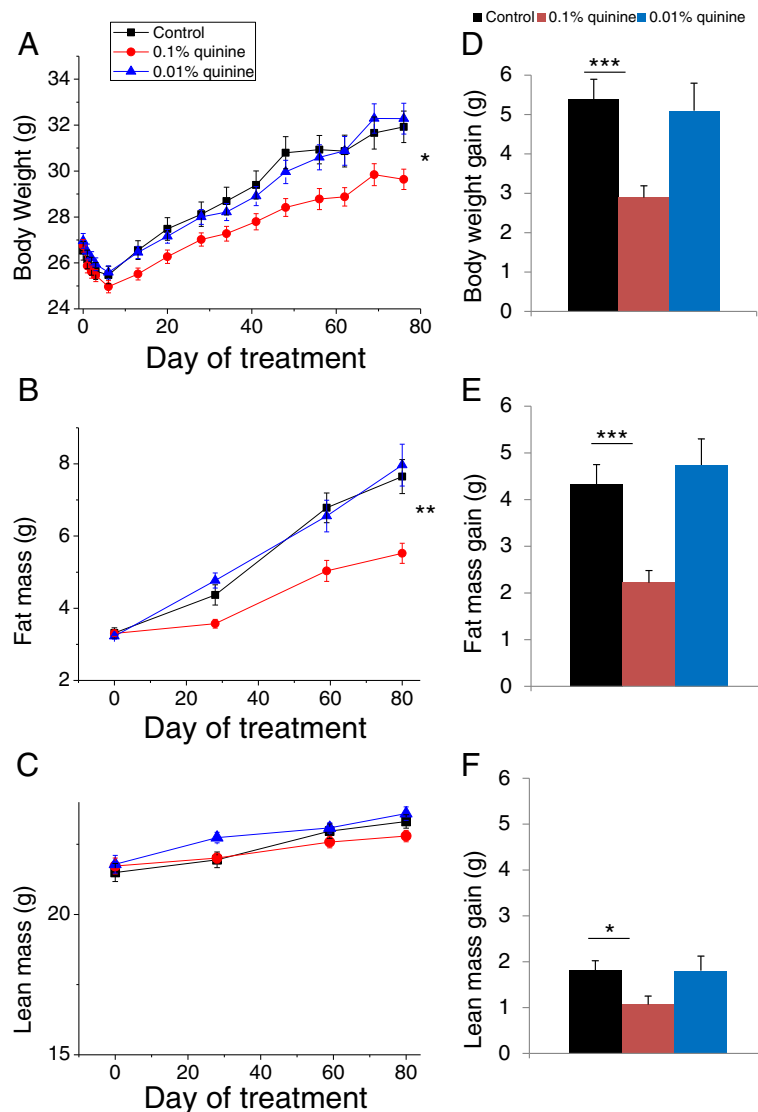 A
Control
0.1% quinine
0.01% quinine
34
32
30
28
26
24
Body Weight (g)
*
0
20
40
60
80
Day of treatment
Control 0.1% quinine 0.01% quinine
D
6
5
4
3
2
1
0
Body weight gain (g)
***
B
8
6
4
2
Fat mass (g)
**
0
20
40
60
80
Day of treatment
E
6
5
4
3
2
1
0
Fat mass gain (g)
***
C
20
15
Lean mass (g)
0
20
40
60
80
Day of treatment
F
6
5
4
3
2
1
0
Lean mass gain (g)
*